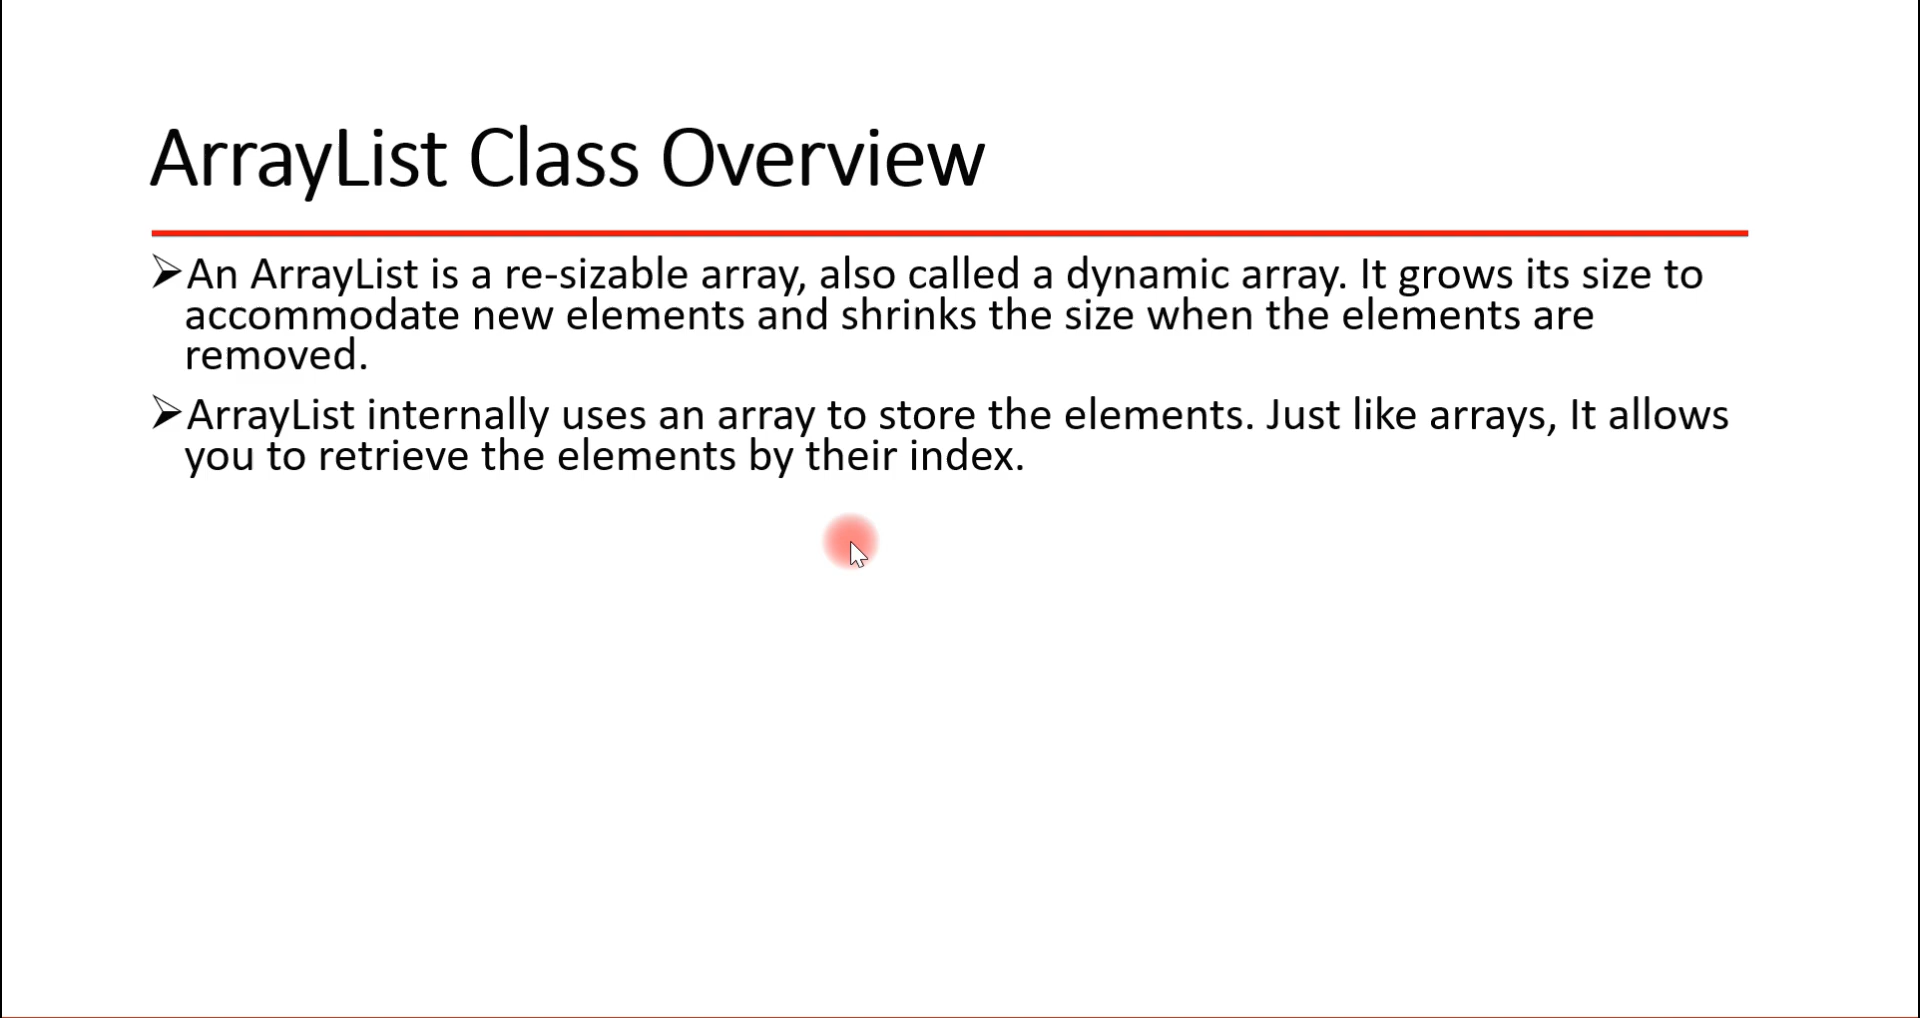 ArrayList Class Overview
➢An ArrayList is a re-sizable array, also called a dynamic array. It grows its size to
accommodate new elements and shrinks the size when the elements are
removed.
➢ArrayList internally uses an array to store the elements. Just like arrays, It allows
you to retrieve the elements by their index.